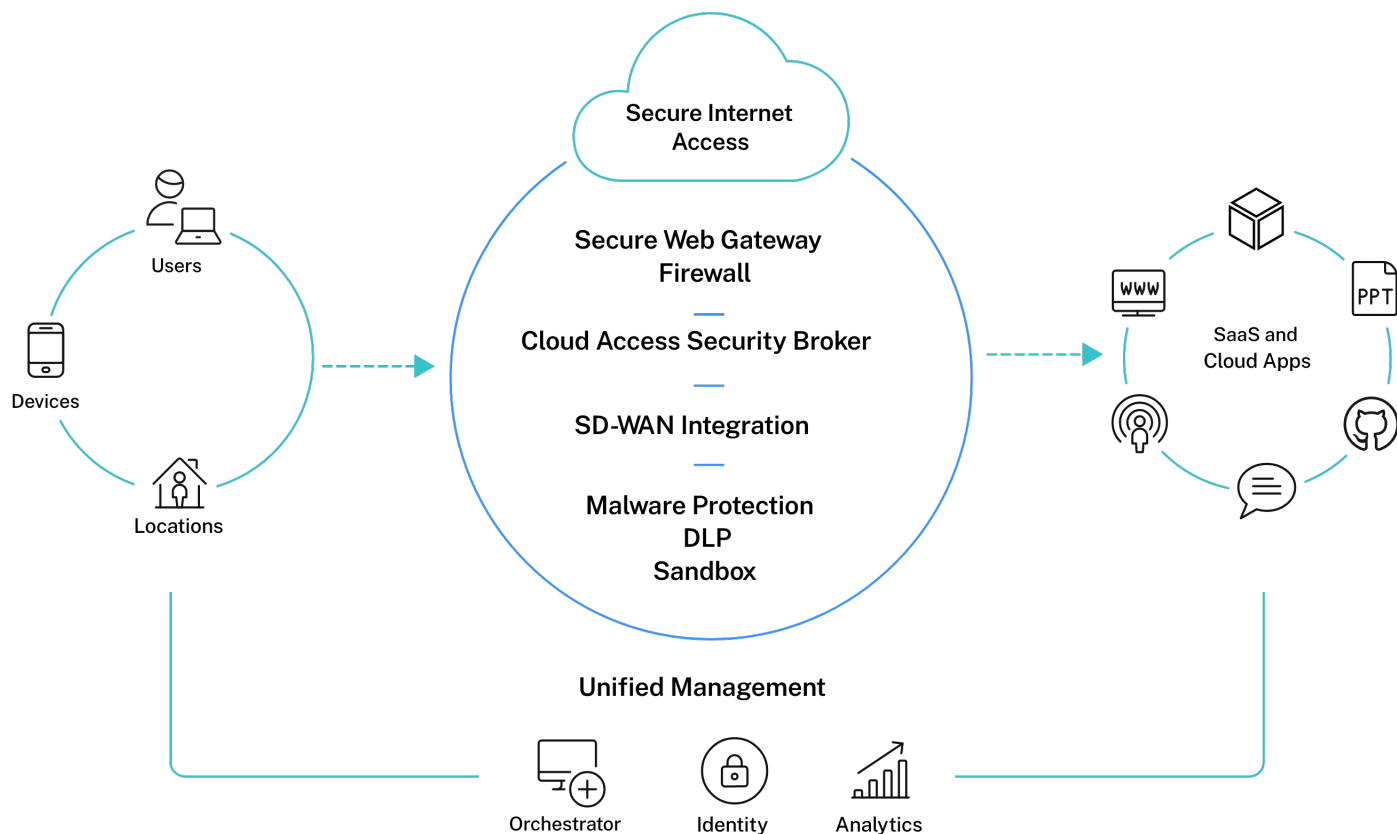 Secure Internet
Access
Users
Devices
Locations
Secure Web Gateway
Firewall
Cloud Access Security Broker
SD-WAN Integration
Malware Protection
DLP
Sandbox
WWW
PPT
SaaS and
Cloud Apps
Unified Management
Orchestrator
Identity
Analytics